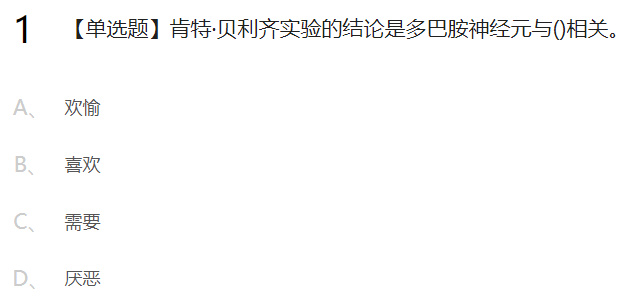 1 【单选题】肯特·贝利齐实验的结论是多巴胺神经元与()相关。
A、 欢愉
B、 喜欢
C、 需要
D、 厌恶